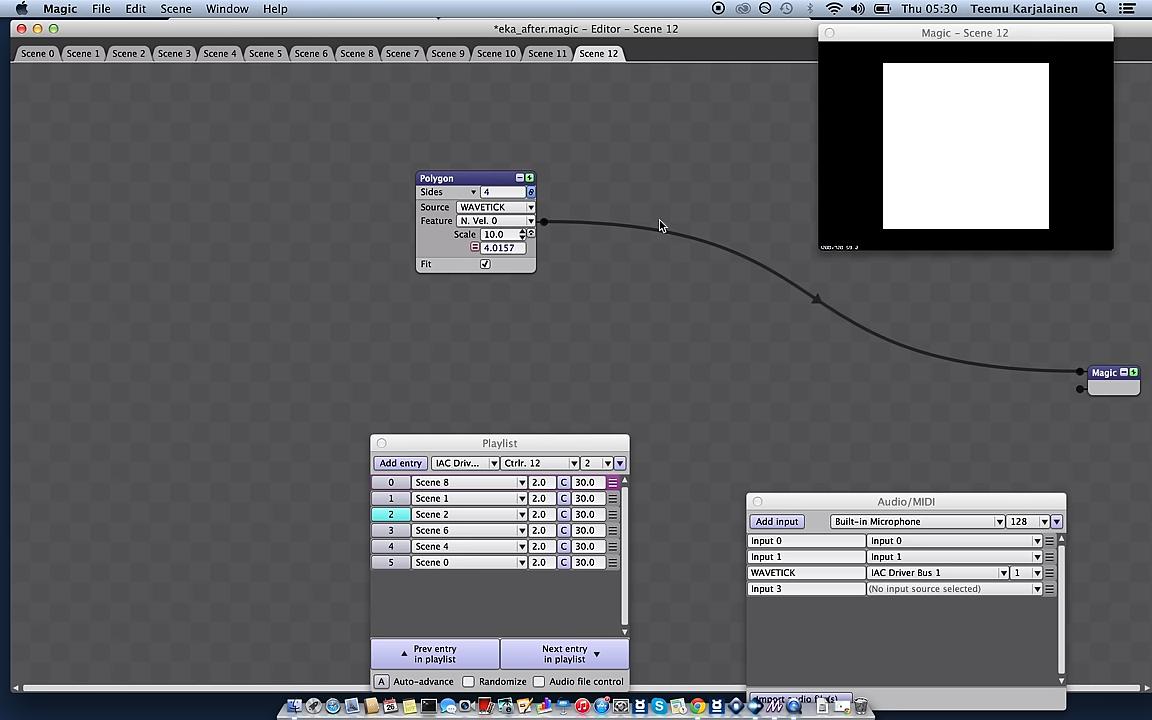 Magic File Edit Scene Window Help Thu 05:30 Teemu Karjalainen
*eka_after.magic - Editor - Scene 12
Scene 0 Scene 1 Scene 2 Scene 3 Scene 4 Scene 5 Scene 6 Scene 8 Scene 7 Scene 9 Scene 10 Scene 11 Scene 12
Magic - Scene 12
Polygon
Sides 4
Source WAVETICK
Feature N. Vel. 0
Scale 10.0
4.0157
Fit
Magic
Playlist
Add entry IAC Driv... Ctrlr. 12 2
0 Scene 8 2.0 C 30.0
1 Scene 1 2.0 C 30.0
2 Scene 2 2.0 C 30.0
3 Scene 6 2.0 C 30.0
4 Scene 4 2.0 C 30.0
5 Scene 0 2.0 C 30.0
Prev entry in playlist
Next entry in playlist
A Auto-advance Randomize Audio file control
Audio/MIDI
Add input Built-in Microphone 128
Input 0 Input 0
Input 1 Input 1
WAVETICK IAC Driver Bus 1 1
Input 3 (No input source selected)
Import audio file(s)